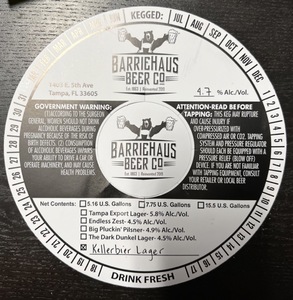 KEGGED:
JUL
AUG
SEP
OCT
NOV
DEC
BARRIEHAUS
BEER CO
Est. 1863 | Reinvented 2019
1403 E. 5th Ave
Tampa, FL 33605
4.7 % Alc./Vol.
GOVERNMENT WARNING:
(1) ACCORDING TO THE SURGEON
GENERAL, WOMEN SHOULD NOT DRINK
ALCOHOLIC BEVERAGES DURING
PREGNANCY BECAUSE OF THE RISK OF
BIRTH DEFECTS. (2) CONSUMPTION
OF ALCOHOLIC BEVERAGES IMPAIRS
YOUR ABILITY TO DRIVE A CAR OR
OPERATE MACHINERY, AND MAY CAUSE
HEALTH PROBLEMS.
ATTENTION-READ BEFORE
TAPPING: THIS KEG MAY RUPTURE
AND CAUSE INJURY IF
OVER-PRESSURIZED WITH
COMPRESSED AIR OR CO2. TAPPING
SYSTEM AND PRESSURE REGULATOR
SHOULD EACH BE EQUIPPED WITH A
PRESSURE RELIEF (BLOW OFF)
DEVICE. IF YOU ARE NOT FAMILIAR
WITH TAPPING EQUIPMENT, CONSULT
YOUR RETAILER OR LOCAL BEER
DISTRIBUTOR.
BARRIEHAUS
BEER CO
Est. 1863 | Reinvented 2019
Net Contents: 5.16 U.S. Gallons 7.75 U.S. Gallons 15.5 U.S. Gallons
Tampa Export Lager- 5.8% Alc./Vol.
Endless Zest- 4.5% Alc./Vol.
Big Pluckin' Pilsner- 4.9% Alc./Vol.
The Dark Dunkel Lager- 4.5% Alc./Vol.
Kellerbier Lager
DRINK FRESH